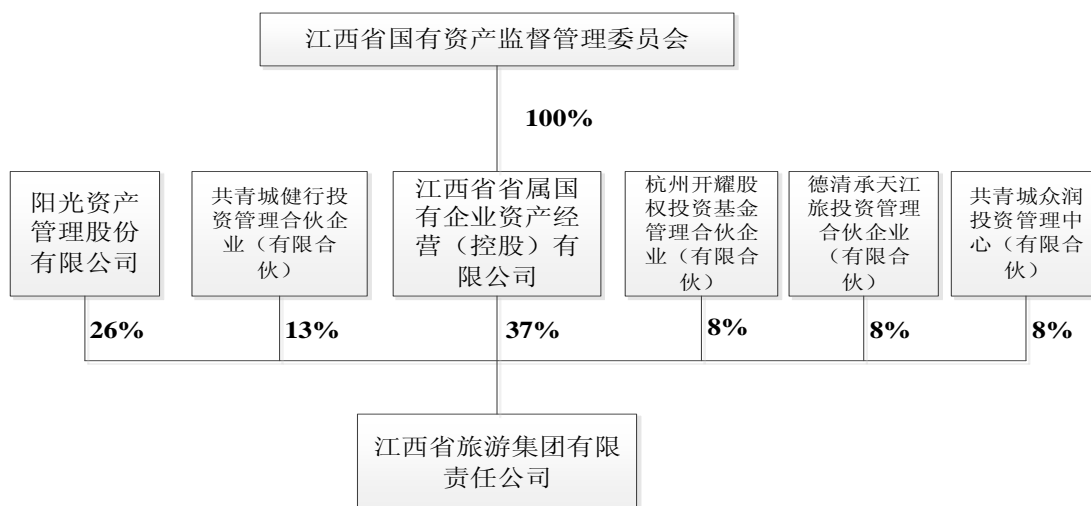 江西省国有资产监督管理委员会
100%
阳光资产
管理股份
有限公司
共青城健行投
资管理合伙企
业（有限合
伙）
江西省省属国
有企业资产经
营（控股）有
限公司
杭州开耀股
权投资基金
管理合伙企
业（有限合
伙）
德清承天江
旅投资管理
合伙企业
（有限合
伙）
共青城众润
投资管理中
心（有限合
伙）
26%
13%
37%
8%
8%
8%
江西省旅游集团有限
责任公司